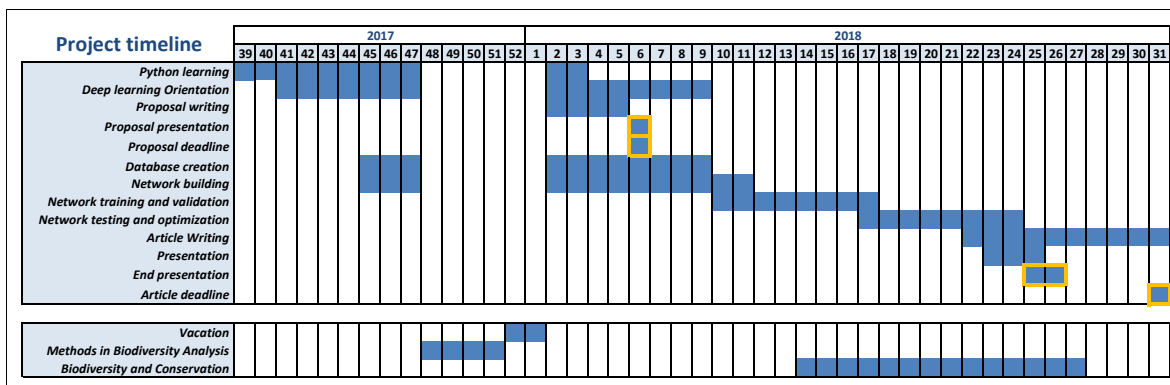 Project timeline
2017 2018
39 40 41 42 43 44 45 46 47 48 49 50 51 52 1 2 3 4 5 6 7 8 9 10 11 12 13 14 15 16 17 18 19 20 21 22 23 24 25 26 27 28 29 30 31
Python learning
Deep learning Orientation
Proposal writing
Proposal presentation
Proposal deadline
Database creation
Network building
Network training and validation
Network testing and optimization
Article Writing
Presentation
End presentation
Article deadline
Vacation
Methods in Biodiversity Analysis
Biodiversity and Conservation